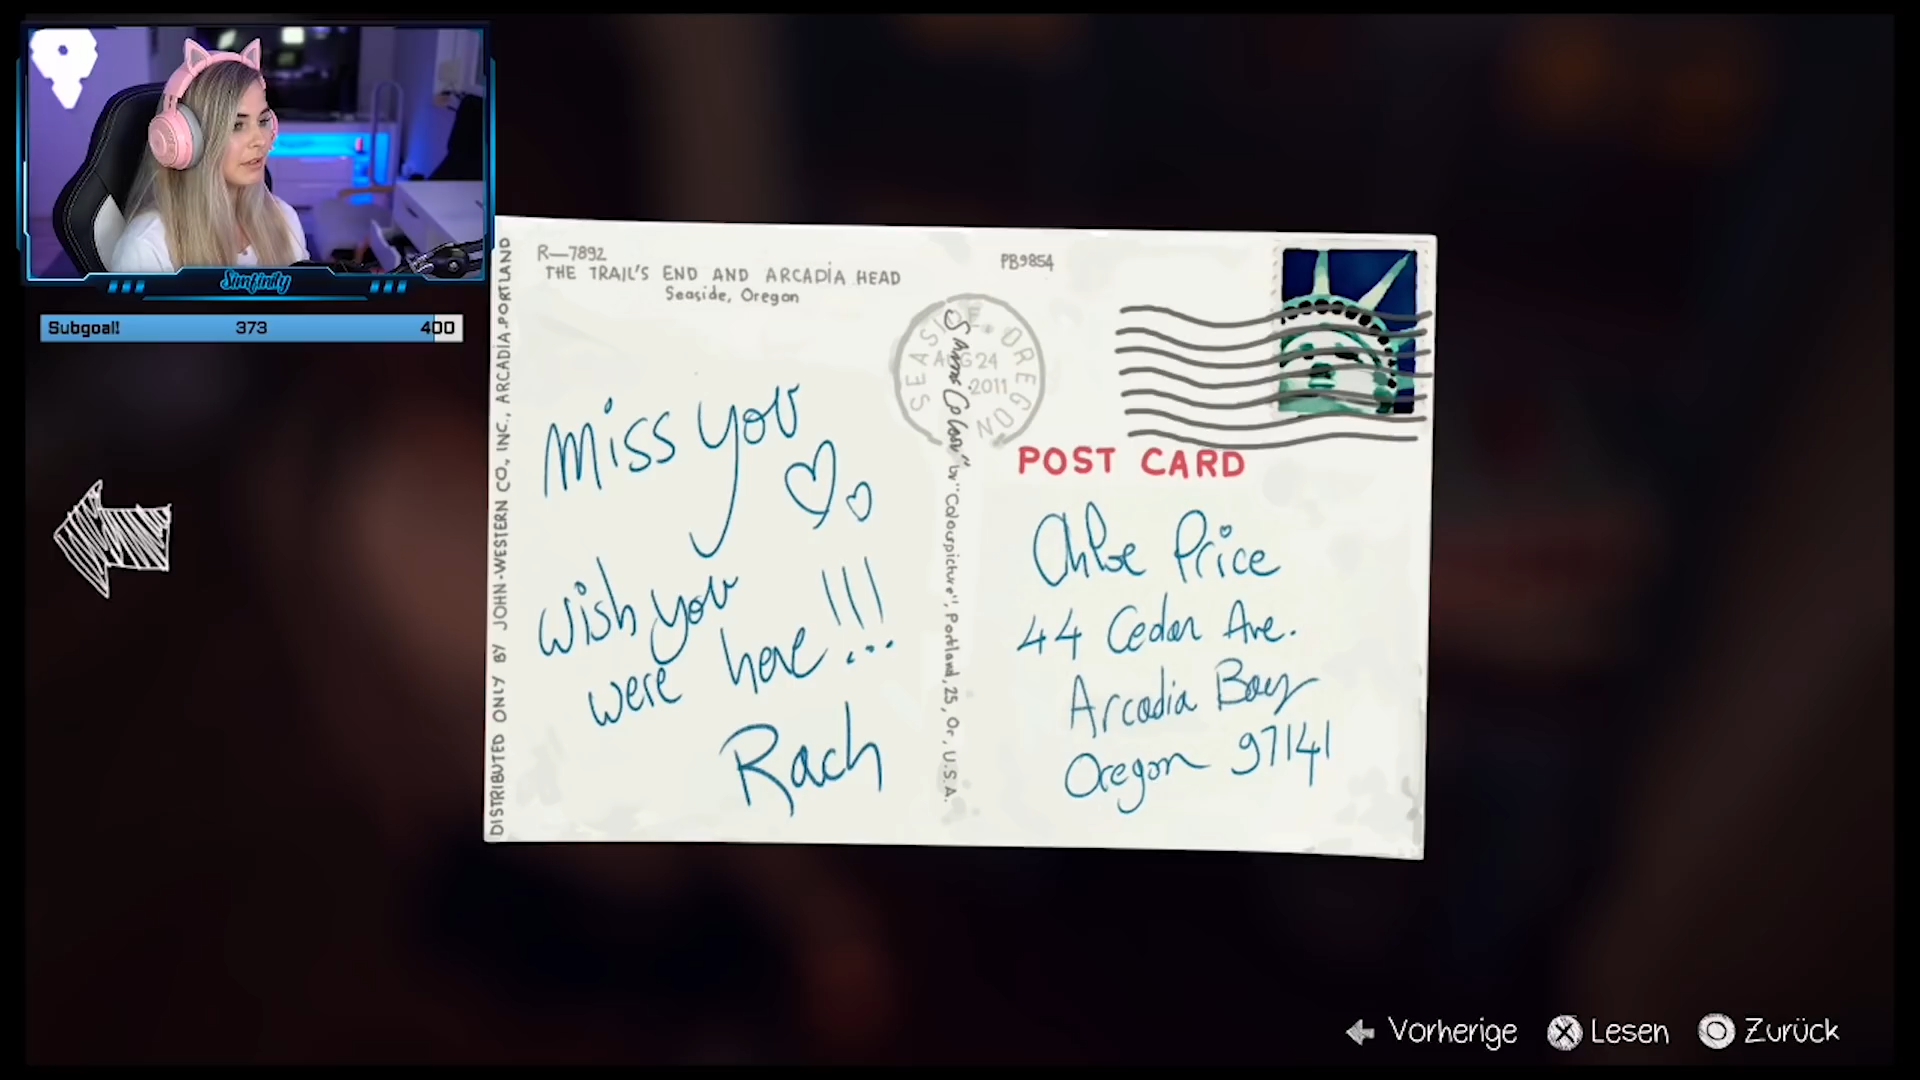 Simfinity
Subgoal! 373 400
DISTRIBUTED ONLY BY JOHN-WESTERN CO., INC., ARCADIA, PORTLAND
R—7892
THE TRAIL'S END AND ARCADIA HEAD
Seaside, Oregon
miss you
wish you
were here!!!
Rach
SEASIDE OREGON
AUG 24
2011
by "Colourpicture", Portland, 25, Or, U.S.A.
PB9854
POST CARD
Chloe Price
44 Cedar Ave.
Arcadia Bay
Oregon 97141
Vorherige Lesen Zurück